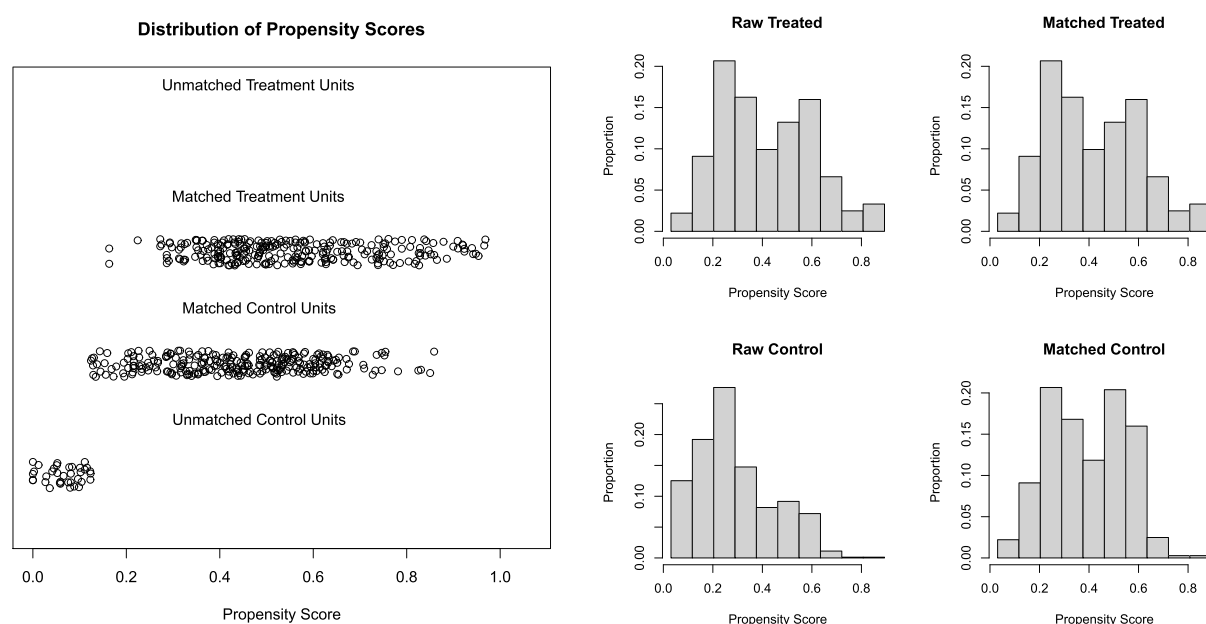 Distribution of Propensity Scores
Unmatched Treatment Units
Matched Treatment Units
Matched Control Units
Unmatched Control Units
0.0 0.2 0.4 0.6 0.8 1.0
Propensity Score
Raw Treated
Proportion
0.00 0.05 0.10 0.15 0.20
0.0 0.2 0.4 0.6 0.8
Propensity Score
Matched Treated
Proportion
0.00 0.05 0.10 0.15 0.20
0.0 0.2 0.4 0.6 0.8
Propensity Score
Raw Control
Proportion
0.00 0.10 0.20
0.0 0.2 0.4 0.6 0.8
Propensity Score
Matched Control
Proportion
0.00 0.05 0.10 0.15 0.20
0.0 0.2 0.4 0.6 0.8
Propensity Score